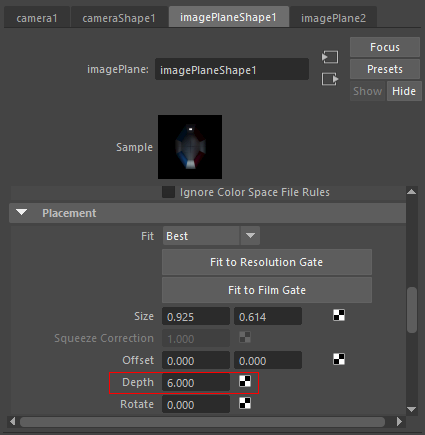 camera1 cameraShape1 imagePlaneShape1 imagePlane2
Focus
imagePlane: imagePlaneShape1
Presets
Show Hide
Sample
Ignore Color Space File Rules
Placement
Fit Best
Fit to Resolution Gate
Fit to Film Gate
Size 0.925 0.614
Squeeze Correction 1.000
Offset 0.000 0.000
Depth 6.000
Rotate 0.000